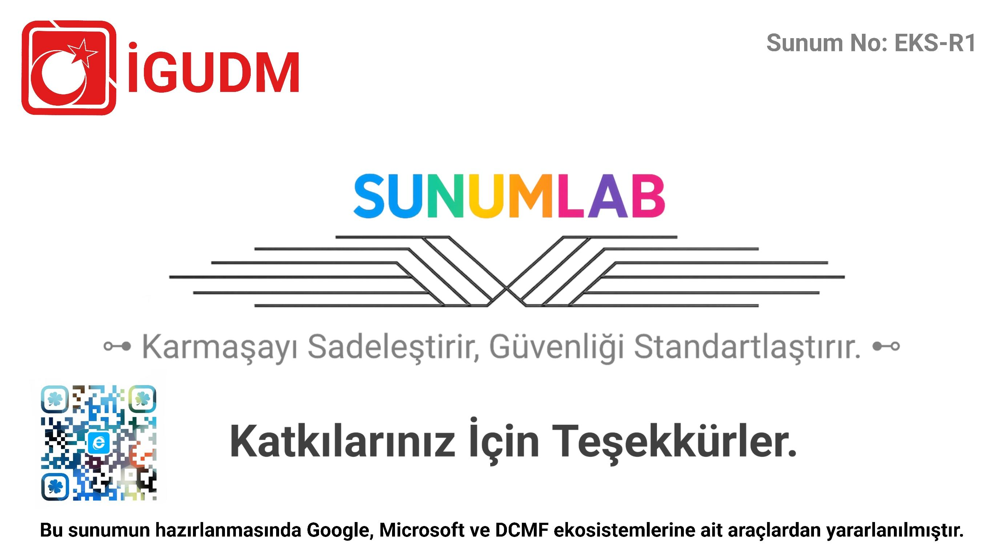 İGUDM
Sunum No: EKS-R1
SUNUMLAB
Karmaşayı Sadeleştirir, Güvenliği Standartlaştırır.
Katkılarınız İçin Teşekkürler.
Bu sunumun hazırlanmasında Google, Microsoft ve DCMF ekosistemlerine ait araçlardan yararlanılmıştır.